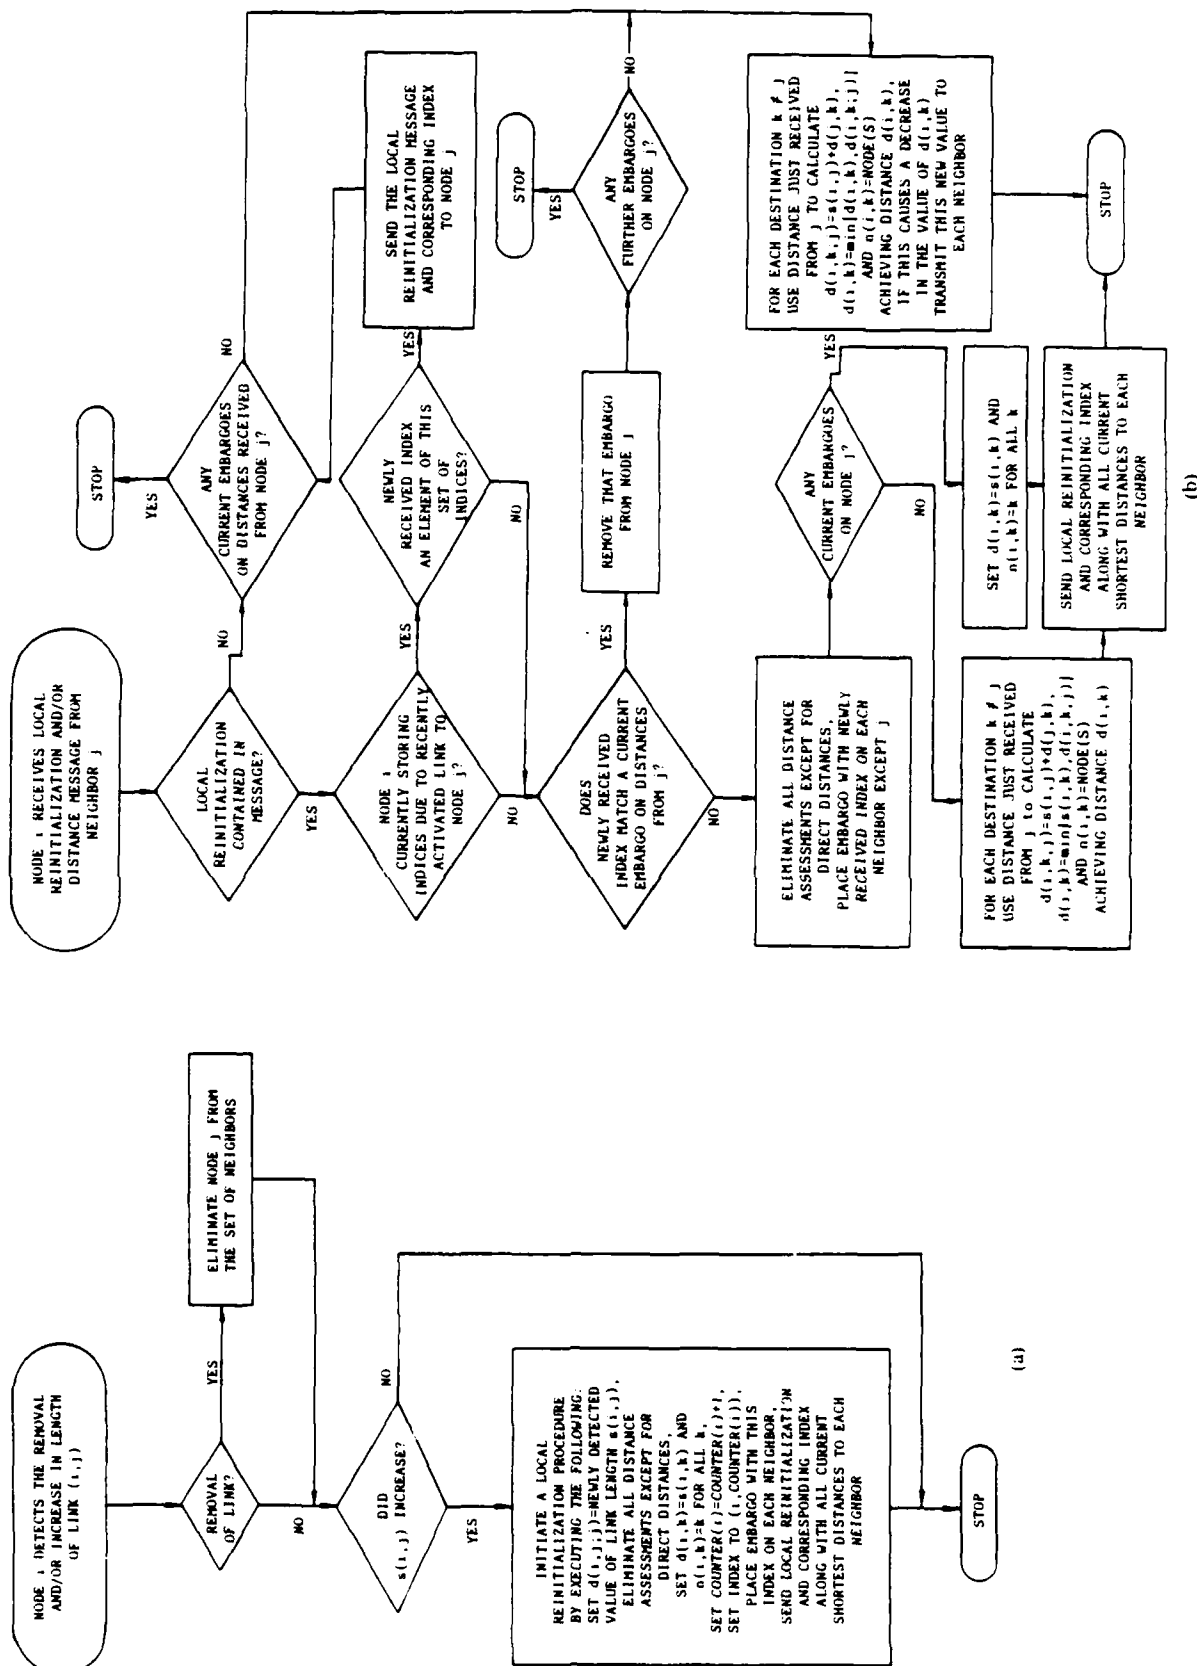 NODE i DETECTS THE REMOVAL
AND/OR INCREASE IN LENGTH
OF LINK (i,j)
REMOVAL
OF LINK?
YES
NO
ELIMINATE NODE j FROM
THE SET OF NEIGHBORS
DID
s(i,j) INCREASE?
NO
YES
INITIATE A LOCAL
REINITIALIZATION PROCEDURE
BY EXECUTING THE FOLLOWING:
SET d(i,j;j)=NEWLY DETECTED
VALUE OF LINK LENGTH s(i,j),
ELIMINATE ALL DISTANCE
ASSESSMENTS EXCEPT FOR
DIRECT DISTANCES,
SET d(i,k)=s(i,k) AND
n(i,k)=k FOR ALL k,
SET COUNTER(i)=COUNTER(i)+1,
SET INDEX TO (i,COUNTER(i)),
PLACE EMBARGO WITH THIS
INDEX ON EACH NEIGHBOR,
SEND LOCAL REINITIALIZATION
AND CORRESPONDING INDEX
ALONG WITH ALL CURRENT
SHORTEST DISTANCES TO EACH
NEIGHBOR
STOP
(a)
NODE i RECEIVES LOCAL
REINITIALIZATION AND/OR
DISTANCE MESSAGE FROM
NEIGHBOR j
LOCAL
REINITIALIZATION
CONTAINED IN
MESSAGE?
NO
YES
ANY
CURRENT EMBARGOES
ON DISTANCES RECEIVED
FROM NODE j?
YES
STOP
NO
NODE i
CURRENTLY STORING
INDICES DUE TO RECENTLY
ACTIVATED LINK TO
NODE j?
YES
NO
NEWLY
RECEIVED INDEX
AN ELEMENT OF THIS
SET OF
INDICES?
YES
NO
SEND THE LOCAL
REINITIALIZATION MESSAGE
AND CORRESPONDING INDEX
TO NODE j
DOES
NEWLY RECEIVED
INDEX MATCH A CURRENT
EMBARGO ON DISTANCES
FROM j?
YES
NO
REMOVE THAT EMBARGO
FROM NODE j
ANY
FURTHER EMBARGOES
ON NODE j?
YES
STOP
NO
ELIMINATE ALL DISTANCE
ASSESSMENTS EXCEPT FOR
DIRECT DISTANCES,
PLACE EMBARGO WITH NEWLY
RECEIVED INDEX ON EACH
NEIGHBOR EXCEPT j
ANY
CURRENT EMBARGOES
ON NODE j?
YES
NO
FOR EACH DESTINATION k ≠ j
USE DISTANCE JUST RECEIVED
FROM j TO CALCULATE
d(i,k;j)=s(i,j)+d(j,k),
d(i,k)=min[d(i,k),d(i,k;j)]
AND n(i,k)=NODE(S)
ACHIEVING DISTANCE d(i,k),
IF THIS CAUSES A DECREASE
IN THE VALUE OF d(i,k)
TRANSMIT THIS NEW VALUE TO
EACH NEIGHBOR
SET d(i,k)=s(i,k) AND
n(i,k)=k FOR ALL k
FOR EACH DESTINATION k ≠ j
USE DISTANCE JUST RECEIVED
FROM j to CALCULATE
d(i,k;j)=s(i,j)+d(j,k),
d(i,k)=min[s(i,k),d(i,k;j)]
AND n(i,k)=NODE(S)
ACHIEVING DISTANCE d(i,k)
SEND LOCAL REINITIALIZATION
AND CORRESPONDING INDEX
ALONG WITH ALL CURRENT
SHORTEST DISTANCES TO EACH
NEIGHBOR
STOP
(b)